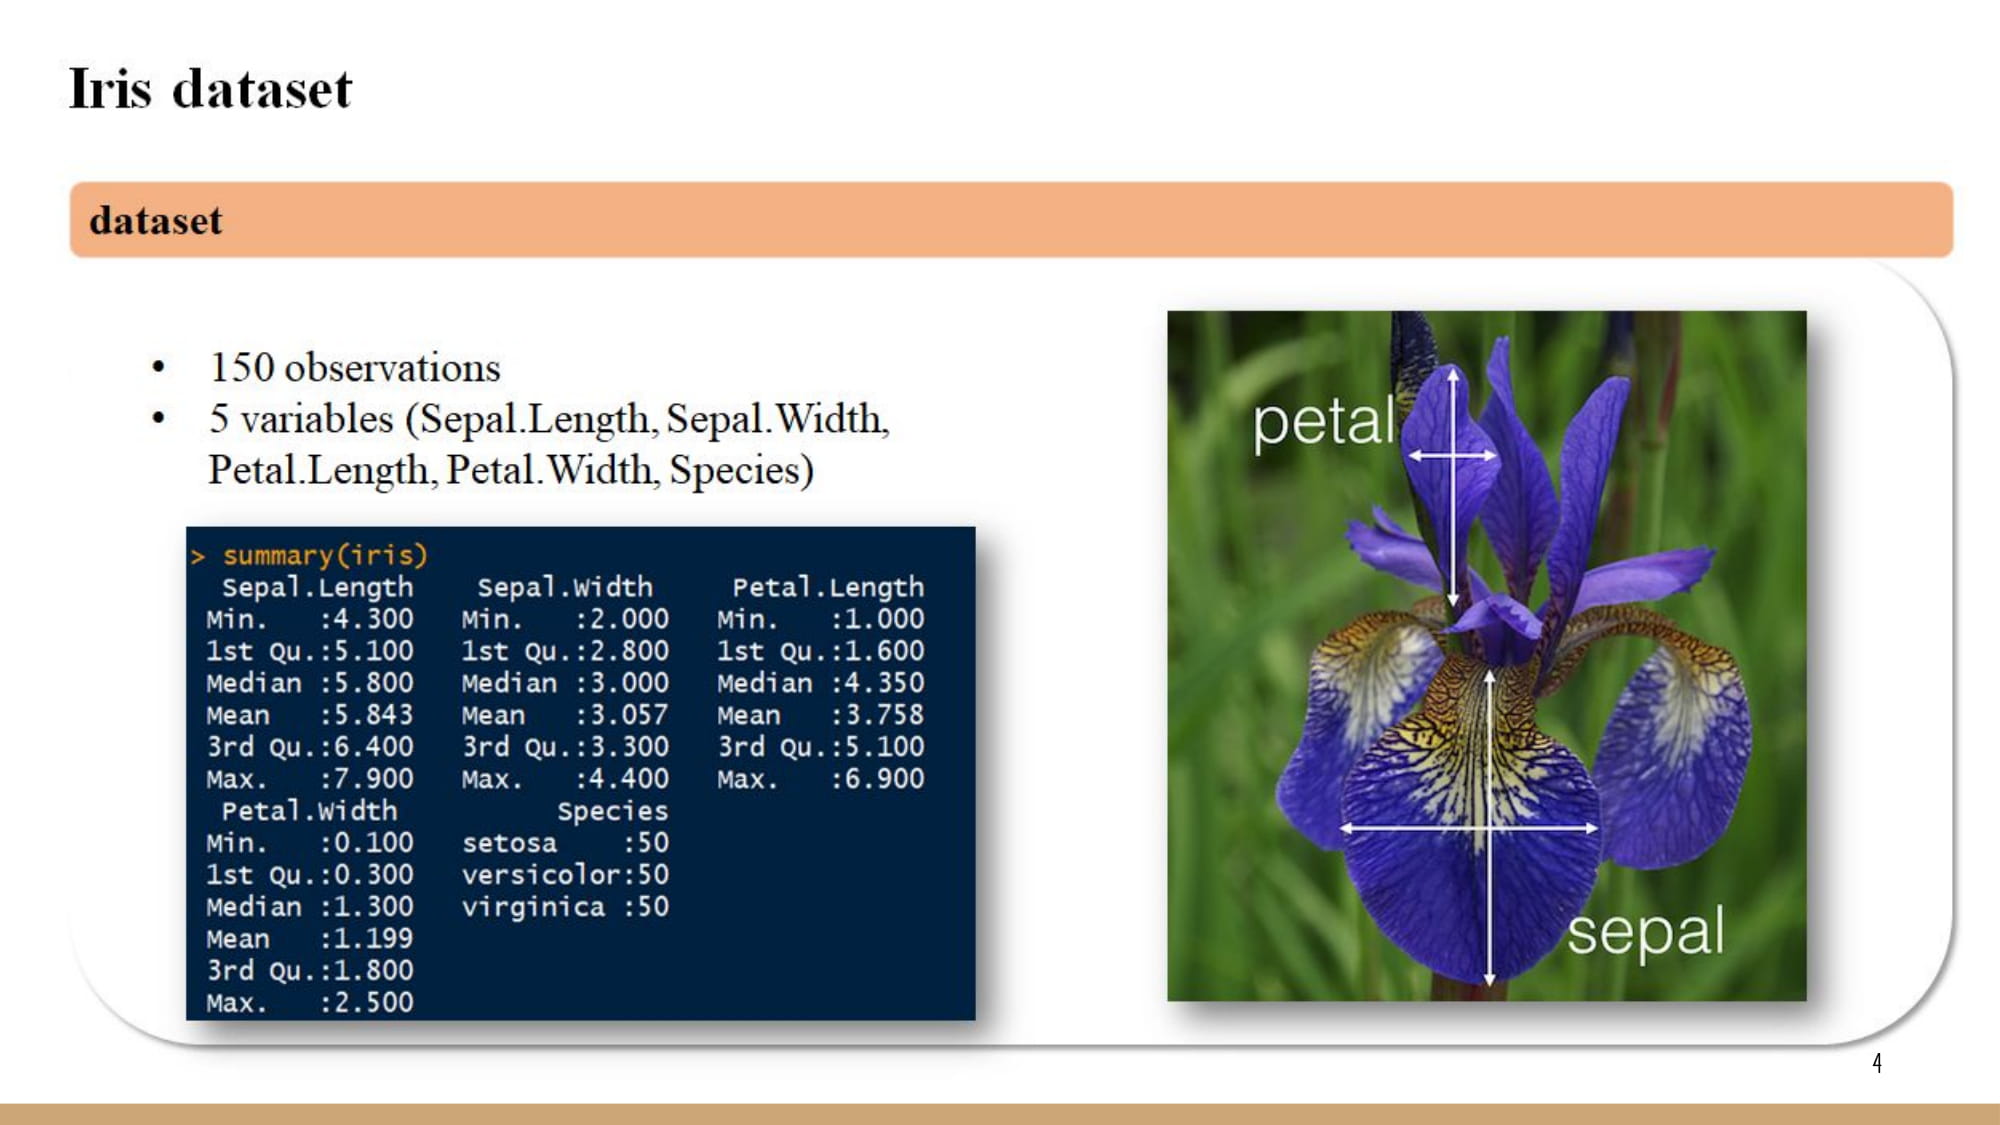 Iris dataset
dataset
• 150 observations
• 5 variables (Sepal.Length, Sepal.Width,
Petal.Length, Petal.Width, Species)
> summary(iris)
Sepal.Length Sepal.Width Petal.Length
Min. :4.300 Min. :2.000 Min. :1.000
1st Qu.:5.100 1st Qu.:2.800 1st Qu.:1.600
Median :5.800 Median :3.000 Median :4.350
Mean :5.843 Mean :3.057 Mean :3.758
3rd Qu.:6.400 3rd Qu.:3.300 3rd Qu.:5.100
Max. :7.900 Max. :4.400 Max. :6.900
Petal.Width Species
Min. :0.100 setosa :50
1st Qu.:0.300 versicolor:50
Median :1.300 virginica :50
Mean :1.199
3rd Qu.:1.800
Max. :2.500
petal
sepal
4